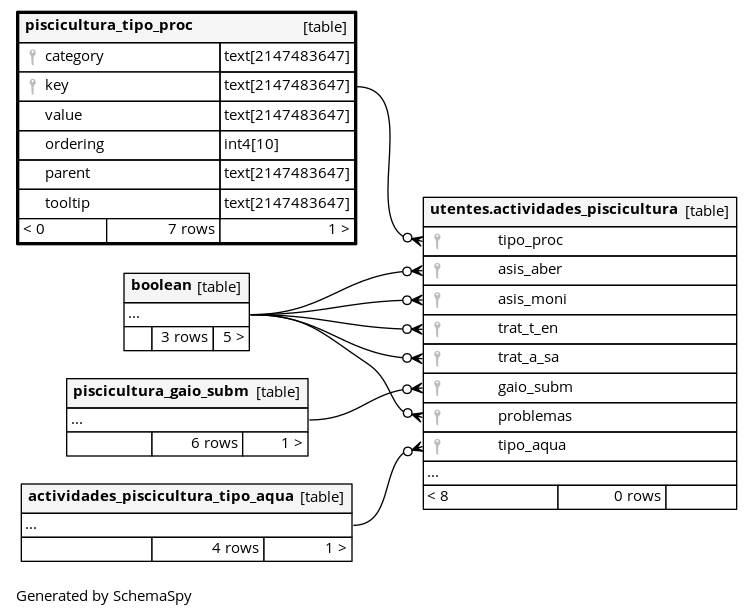 piscicultura_tipo_proc [table]
category text[2147483647]
key text[2147483647]
value text[2147483647]
ordering int4[10]
parent text[2147483647]
tooltip text[2147483647]
< 0 7 rows 1 >
utentes.actividades_piscicultura [table]
tipo_proc
asis_aber
asis_moni
trat_t_en
trat_a_sa
gaio_subm
problemas
tipo_aqua
...
< 8 0 rows
boolean [table]
...
3 rows 5 >
piscicultura_gaio_subm [table]
...
6 rows 1 >
actividades_piscicultura_tipo_aqua [table]
...
4 rows 1 >
Generated by SchemaSpy